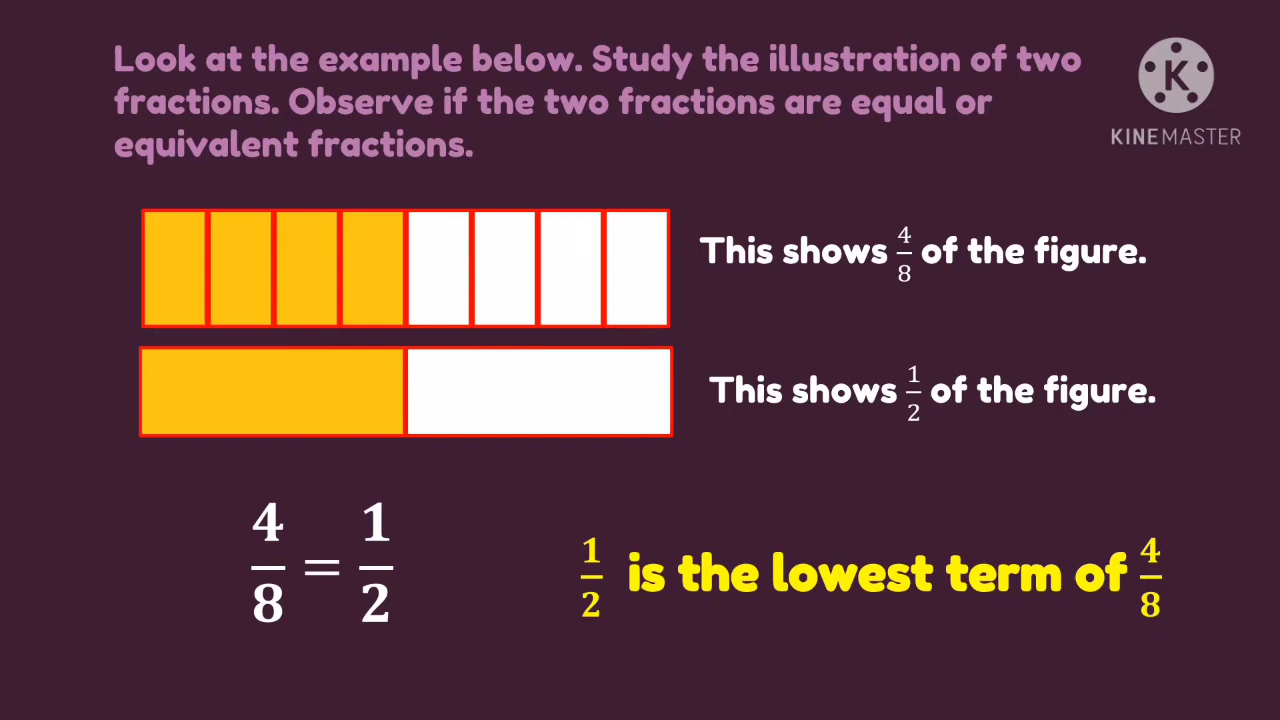 Look at the example below. Study the illustration of two
fractions. Observe if the two fractions are equal or
equivalent fractions.
K
KINEMASTER
This shows 4/8 of the figure.
This shows 1/2 of the figure.
4/8 = 1/2
1/2 is the lowest term of 4/8